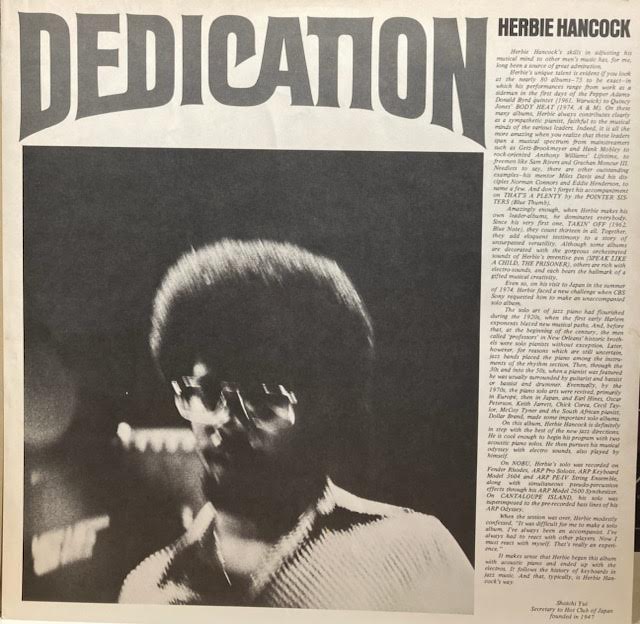 DEDICATION
HERBIE HANCOCK
Herbie Hancock's skills in adjusting his
musical mind to other men's music has, for me,
long been a source of great admiration.
Herbie's unique talent is evident if you look
at the nearly 80 albums—75 to be exact—in
which his performances range from work as a
sideman in the first days of the Pepper Adams
Donald Byrd quintet (1961, Warwick) to Quincy
Jones' BODY HEAT (1974, A & M). On these
many albums, Herbie always contributes clearly
as a sympathetic pianist, faithful to the musical
minds of the various leaders. Indeed, it is all the
more amazing when you realize that these leaders
span a musical spectrum from mainstreamers
such as Getz-Brookmeyer and Hank Mobley to
rock-oriented Anthony Williams' Lifetime, to
freemen like Sam Rivers and Grachan Moncur III.
Needless to say, there are other outstanding
examples—his mentor Miles Davis and his dis-
ciples Norman Connors and Eddie Henderson, to
name a few. And don't forget his accompaniment
on THAT'S A PLENTY by the POINTER SIS-
TERS (Blue Thumb).
Amazingly enough, when Herbie makes his
own leader-albums, he dominates everybody.
Since his very first one, TAKIN' OFF (1962,
Blue Note), they count thirteen in all. Together,
they add eloquent testimony to a story of
unsurpassed versatility. Although some albums
are decorated with the gorgeous orchestrated
sounds of Herbie's inventive pen (SPEAK LIKE
A CHILD, THE PRISONER), others are rich with
electro-sounds, and each bears the hallmark of a
gifted musical creativity.
Even so, on his visit to Japan in the summer
of 1974, Herbie faced a new challenge when CBS
Sony requested him to make an unaccompanied
solo album.
The solo art of jazz piano had flourished
during the 1920s, when the first early Harlem
exponents blazed new musical paths. And, before
that, at the beginning of the century, the men
called 'professors' in New Orleans' historic broth-
els were solo pianists without exception. Later,
however, for reasons which are still uncertain,
jazz bands placed the piano among the instru-
ments of the rhythm section. Then, through the
30s and into the 50s, when a pianist was featured
he was usually surrounded by guitarist and bassist
or bassist and drummer. Eventually, by the
1970s, the piano solo arts were revived, primarily
in Europe, then in Japan, and Earl Hines, Oscar
Peterson, Keith Jarrett, Chick Corea, Cecil Tay-
lor, McCoy Tyner and the South African pianist,
Dollar Brand, made some important solo albums.
On this album, Herbie Hancock is definitely
in step with the best of the new jazz directions.
He is cool enough to begin his program with two
acoustic piano solos. He then pursues his musical
odyssey with electro sounds, also played by
himself.
On NOBU, Herbie's solo was recorded on
Fender Rhodes, ARP Pro Soloist, ARP Keyboard
Model 3604 and ARP PE-IV String Ensemble,
along with simultaneous pseudo-percussion
effects through his ARP Model 2600 Synthesizer.
On CANTALOUPE ISLAND, his solo was
superimposed to the pre-recorded bass lines of his
ARP Odyssey.
When the session was over, Herbie modestly
confessed, "It was difficult for me to make a solo
album. I've always been an accompanist. I've
always had to react with other players. Now I
must react with myself. That's really an experi-
ence."
It makes sense that Herbie began this album
with acoustic piano and ended up with the
electros. It follows the history of keyboards in
jazz music. And that, typically, is Herbie Han-
cock's way.
Shoichi Yui
Secretary to Hot Club of Japan
founded in 1947